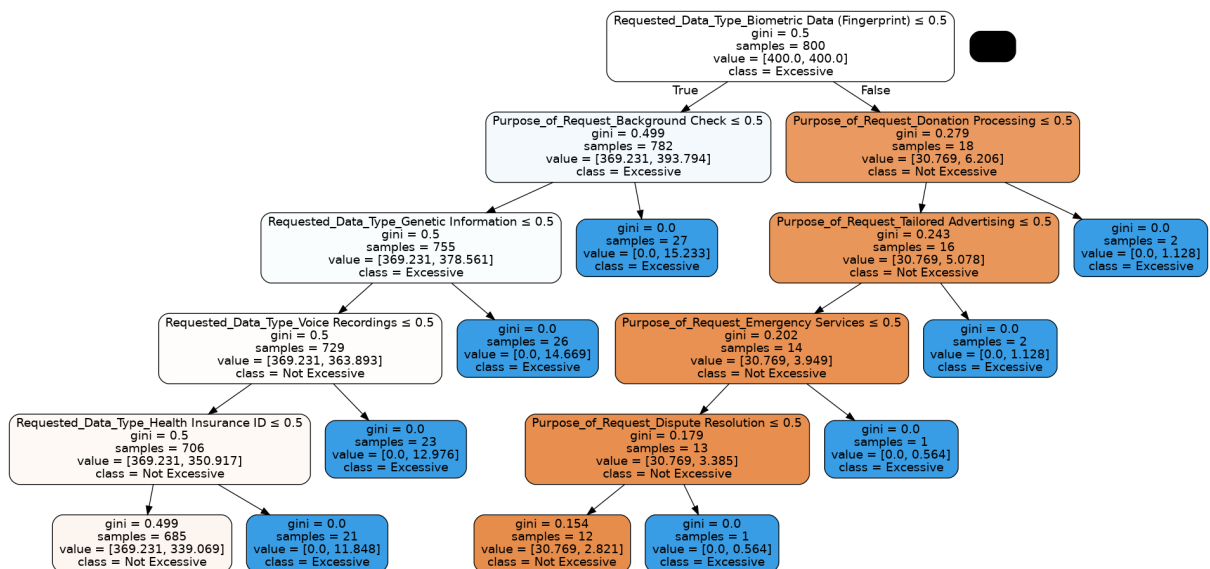 Requested_Data_Type_Biometric Data (Fingerprint) ≤ 0.5
gini = 0.5
samples = 800
value = [400.0, 400.0]
class = Excessive
True
False
Purpose_of_Request_Background Check ≤ 0.5
gini = 0.499
samples = 782
value = [369.231, 393.794]
class = Excessive
Purpose_of_Request_Donation Processing ≤ 0.5
gini = 0.279
samples = 18
value = [30.769, 6.206]
class = Not Excessive
Requested_Data_Type_Genetic Information ≤ 0.5
gini = 0.5
samples = 755
value = [369.231, 378.561]
class = Excessive
gini = 0.0
samples = 27
value = [0.0, 15.233]
class = Excessive
Purpose_of_Request_Tailored Advertising ≤ 0.5
gini = 0.243
samples = 16
value = [30.769, 5.078]
class = Not Excessive
gini = 0.0
samples = 2
value = [0.0, 1.128]
class = Excessive
Requested_Data_Type_Voice Recordings ≤ 0.5
gini = 0.5
samples = 729
value = [369.231, 363.893]
class = Not Excessive
gini = 0.0
samples = 26
value = [0.0, 14.669]
class = Excessive
Purpose_of_Request_Emergency Services ≤ 0.5
gini = 0.202
samples = 14
value = [30.769, 3.949]
class = Not Excessive
gini = 0.0
samples = 2
value = [0.0, 1.128]
class = Excessive
Requested_Data_Type_Health Insurance ID ≤ 0.5
gini = 0.5
samples = 706
value = [369.231, 350.917]
class = Not Excessive
gini = 0.0
samples = 23
value = [0.0, 12.976]
class = Excessive
Purpose_of_Request_Dispute Resolution ≤ 0.5
gini = 0.179
samples = 13
value = [30.769, 3.385]
class = Not Excessive
gini = 0.0
samples = 1
value = [0.0, 0.564]
class = Excessive
gini = 0.499
samples = 685
value = [369.231, 339.069]
class = Not Excessive
gini = 0.0
samples = 21
value = [0.0, 11.848]
class = Excessive
gini = 0.154
samples = 12
value = [30.769, 2.821]
class = Not Excessive
gini = 0.0
samples = 1
value = [0.0, 0.564]
class = Excessive